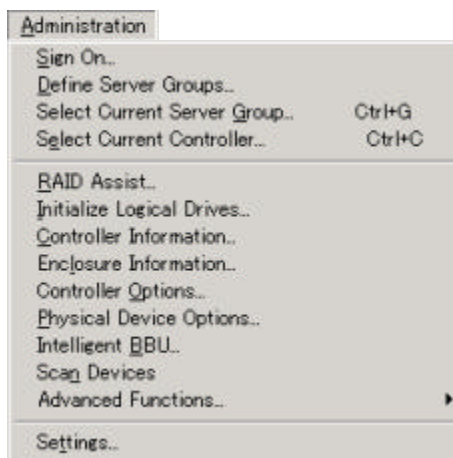 Administration
Sign On...
Define Server Groups...
Select Current Server Group... Ctrl+G
Select Current Controller... Ctrl+C
RAID Assist...
Initialize Logical Drives...
Controller Information...
Enclosure Information...
Controller Options...
Physical Device Options...
Intelligent BBU...
Scan Devices
Advanced Functions...
Settings...